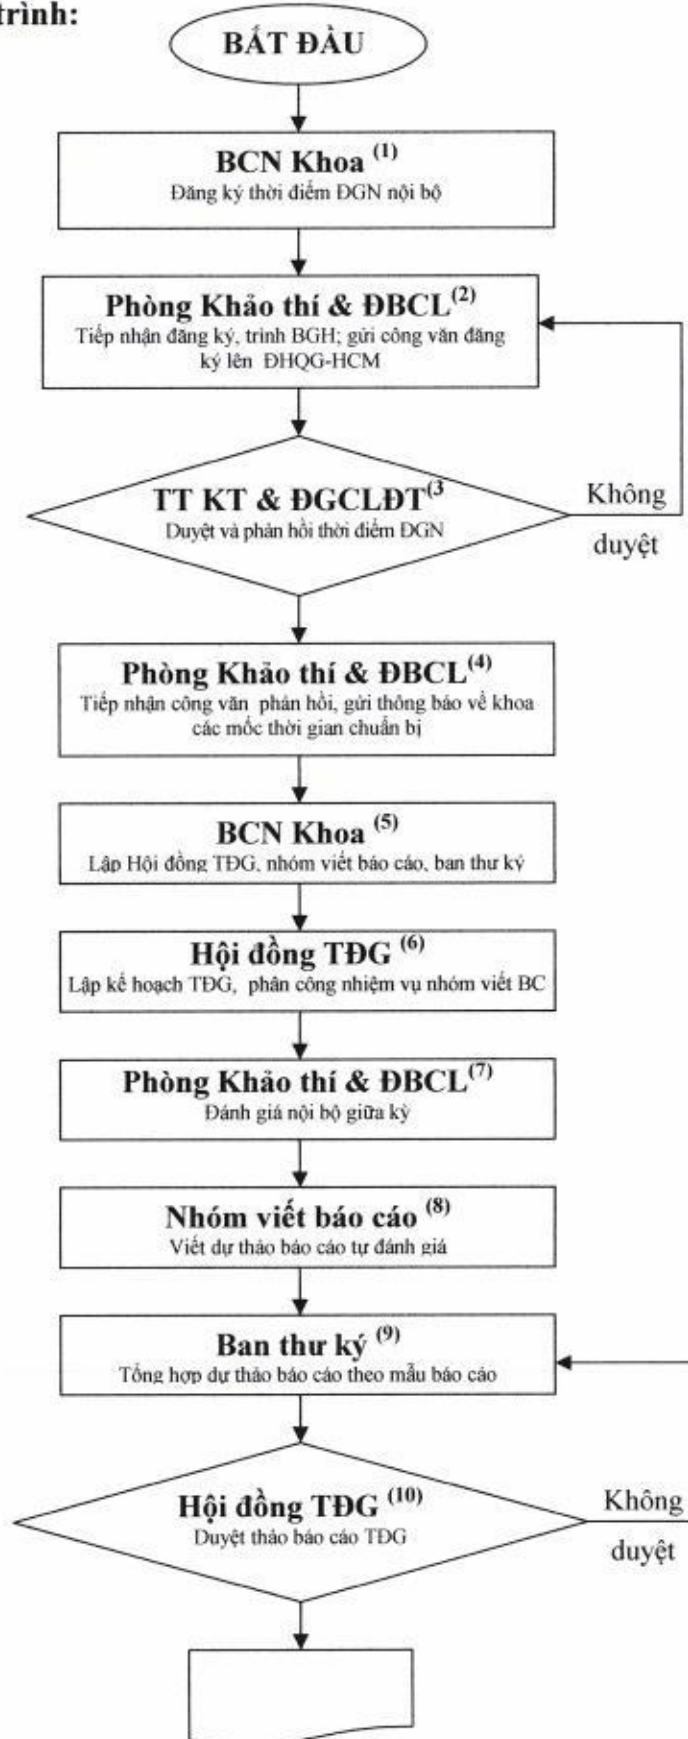 trình:
BẮT ĐẦU
BCN Khoa (1)
Đăng ký thời điểm ĐGN nội bộ
Phòng Khảo thí & ĐBCL(2)
Tiếp nhận đăng ký, trình BGH; gửi công văn đăng
ký lên ĐHQG-HCM
TT KT & ĐGCLĐT(3
Duyệt và phản hồi thời điểm ĐGN
Không
duyệt
Phòng Khảo thí & ĐBCL(4)
Tiếp nhận công văn phản hồi, gửi thông báo về khoa
các mốc thời gian chuẩn bị
BCN Khoa (5)
Lập Hội đồng TĐG, nhóm viết báo cáo, ban thư ký
Hội đồng TĐG (6)
Lập kế hoạch TĐG, phân công nhiệm vụ nhóm viết BC
Phòng Khảo thí & ĐBCL(7)
Đánh giá nội bộ giữa kỳ
Nhóm viết báo cáo (8)
Viết dự thảo báo cáo tự đánh giá
Ban thư ký (9)
Tổng hợp dự thảo báo cáo theo mẫu báo cáo
Hội đồng TĐG (10)
Duyệt thảo báo cáo TĐG
Không
duyệt